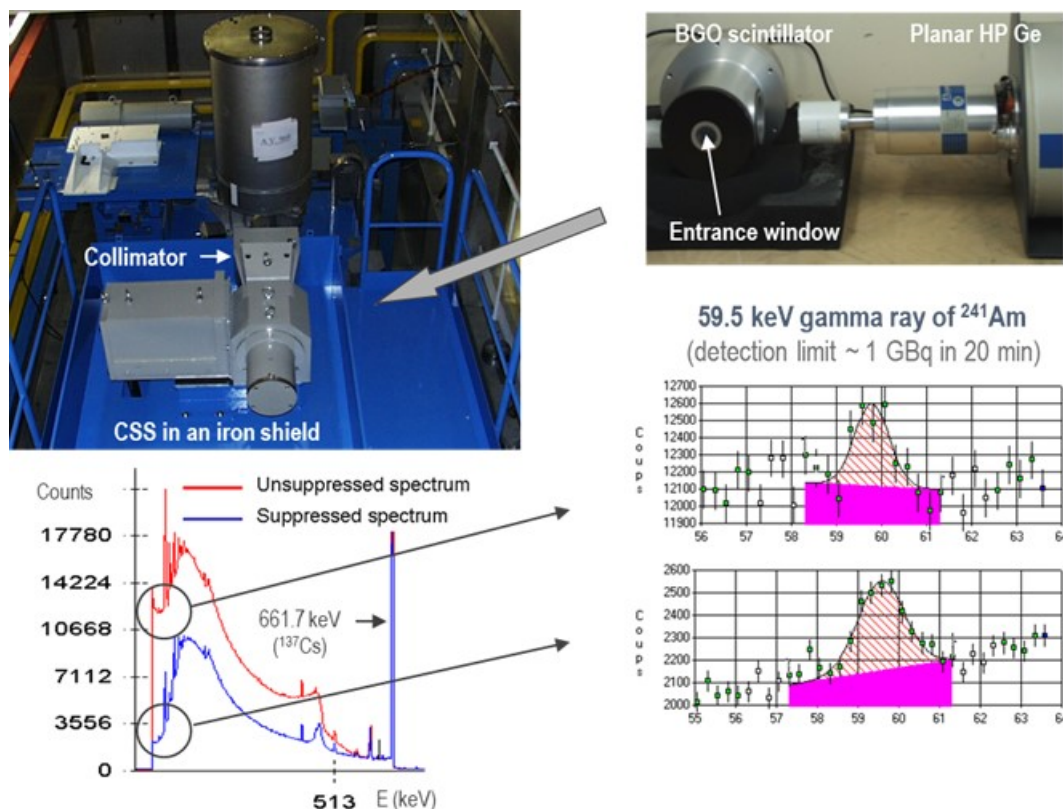 BGO scintillator
Planar HP Ge
Entrance window
Collimator
CSS in an iron shield
59.5 keV gamma ray of ²⁴¹Am
(detection limit ~ 1 GBq in 20 min)
Counts
Unsuppressed spectrum
Suppressed spectrum
17780
14224
10668
7112
3556
0
661.7 keV
(¹³⁷Cs)
513
E (keV)
12700
12600
12500
12400
12300
12200
12100
12000
11900
Coups
56 57 58 59 60 61 62 63 64
2600
2500
2400
2300
2200
2100
2000
Coups
55 56 57 58 59 60 61 62 63 64